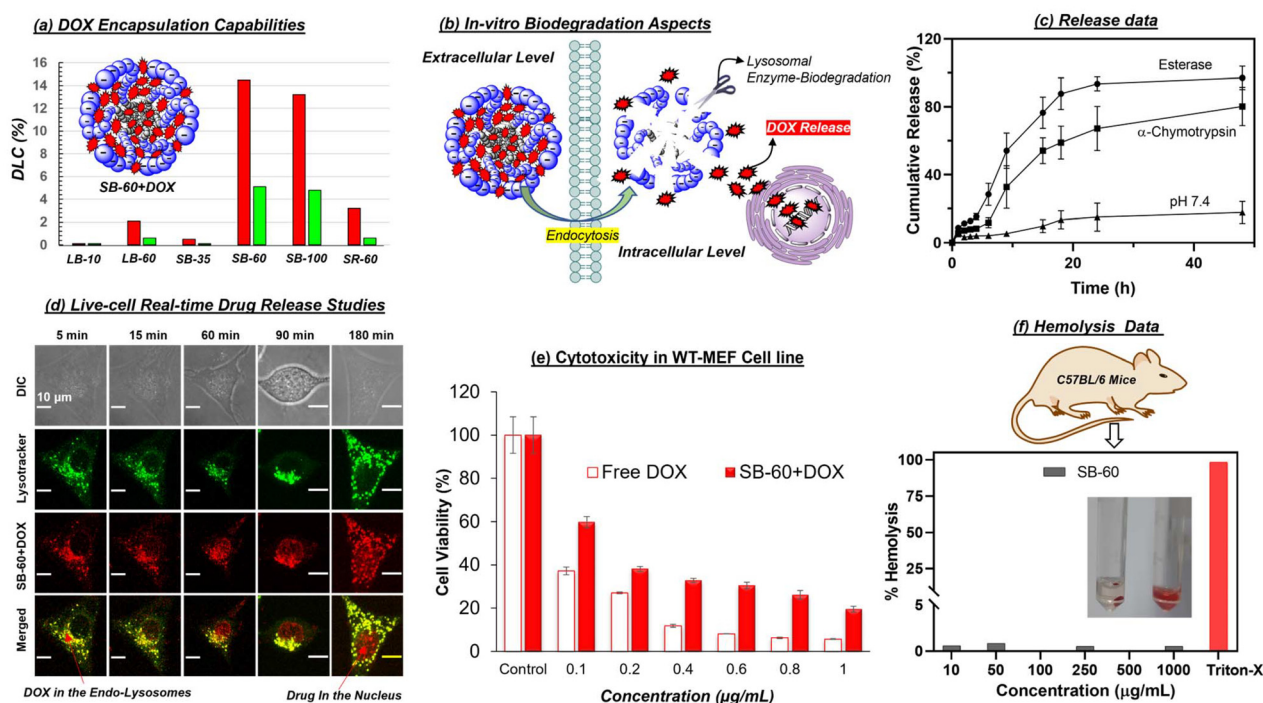 (a) DOX Encapsulation Capabilities
16
14
12
10
8
6
4
2
0
DLC (%)
SB-60+DOX
LB-10 LB-60 SB-35 SB-60 SB-100 SR-60
(b) In-vitro Biodegradation Aspects
Extracellular Level
Lysosomal
Enzyme-Biodegradation
DOX Release
Endocytosis
Intracellular Level
(c) Release data
120
80
40
0
Cumulative Release (%)
Esterase
α-Chymotrypsin
pH 7.4
0 20 40
Time (h)
(d) Live-cell Real-time Drug Release Studies
5 min 15 min 60 min 90 min 180 min
DIC
10 μm
Lysotracker
SB-60+DOX
Merged
DOX in the Endo-Lysosomes
Drug In the Nucleus
(e) Cytotoxicity in WT-MEF Cell line
120
100
80
60
40
20
0
Cell Viability (%)
Free DOX SB-60+DOX
Control 0.1 0.2 0.4 0.6 0.8 1
Concentration (μg/mL)
(f) Hemolysis Data
C57BL/6 Mice
100
75
50
25
5
0
% Hemolysis
SB-60
10 50 100 250 500 1000 Triton-X
Concentration (μg/mL)